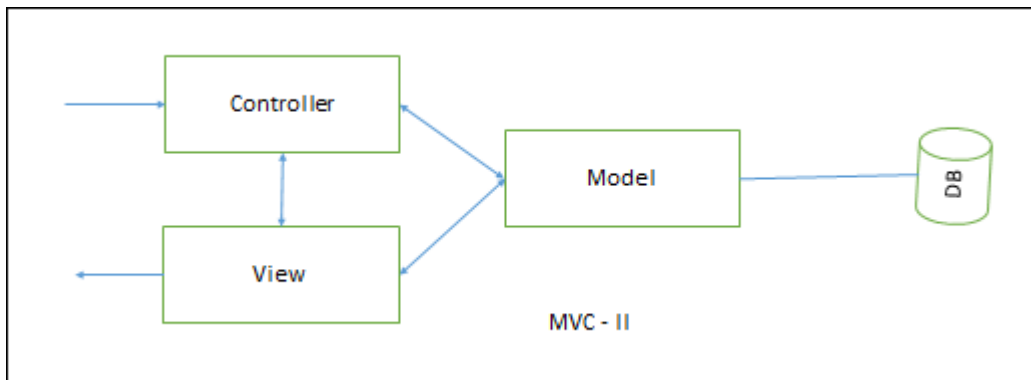 Controller
Model
DB
View
MVC - II